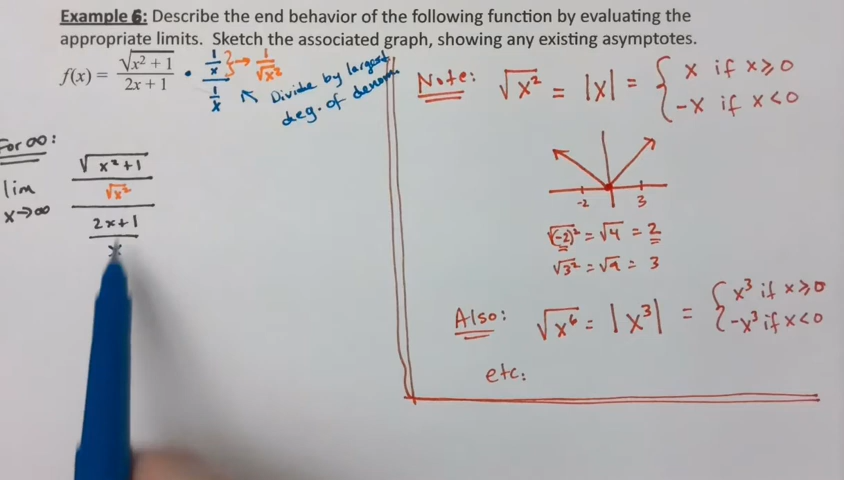 Example 6: Describe the end behavior of the following function by evaluating the
appropriate limits. Sketch the associated graph, showing any existing asymptotes.
f(x) = √(x² + 1) / (2x + 1) · (1/x) / (1/x) } → 1/√x²
↖ Divide by largest
deg. of denom.
For ∞:
lim x→∞ (√(x²+1) / √x²) / ((2x+1) / x)
Note: √x² = |x| = { x if x ≥ 0
-x if x < 0
-2 3
√(-2)² = √4 = 2
√3² = √9 = 3
Also: √x⁶ = |x³| = { x³ if x ≥ 0
-x³ if x < 0
etc.